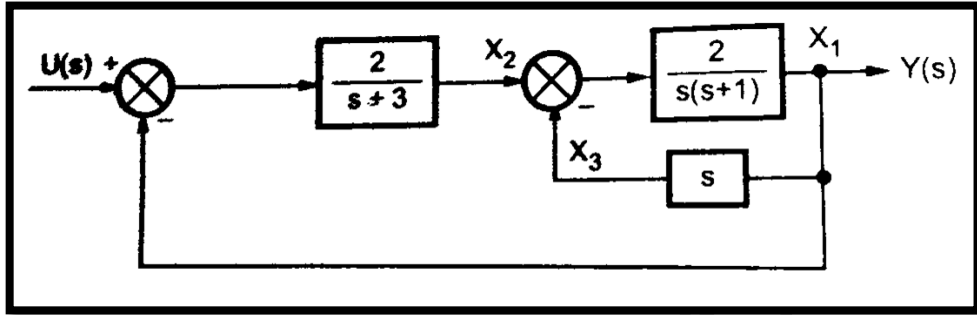 U(s) +
−
2
s + 3
X2
−
2
s(s+1)
X1
Y(s)
X3
s